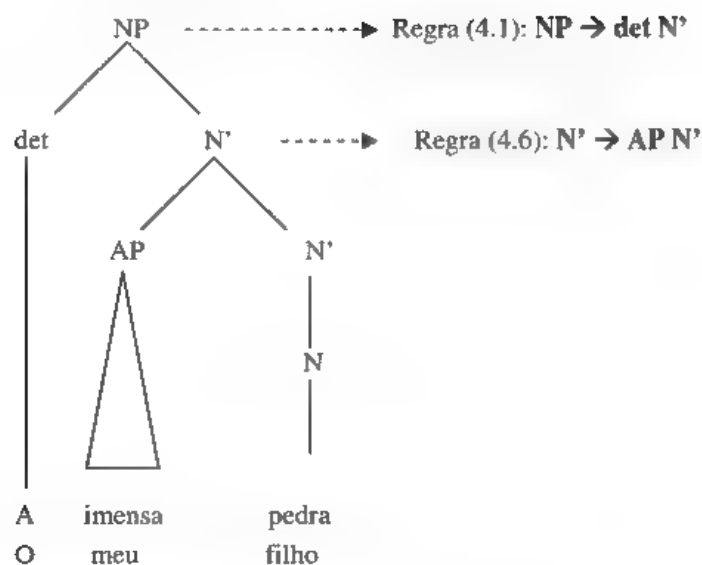 NP Regra (4.1): NP → det N’
det N’ Regra (4.6): N’ → AP N’
AP N’
N
A imensa pedra
O meu filho